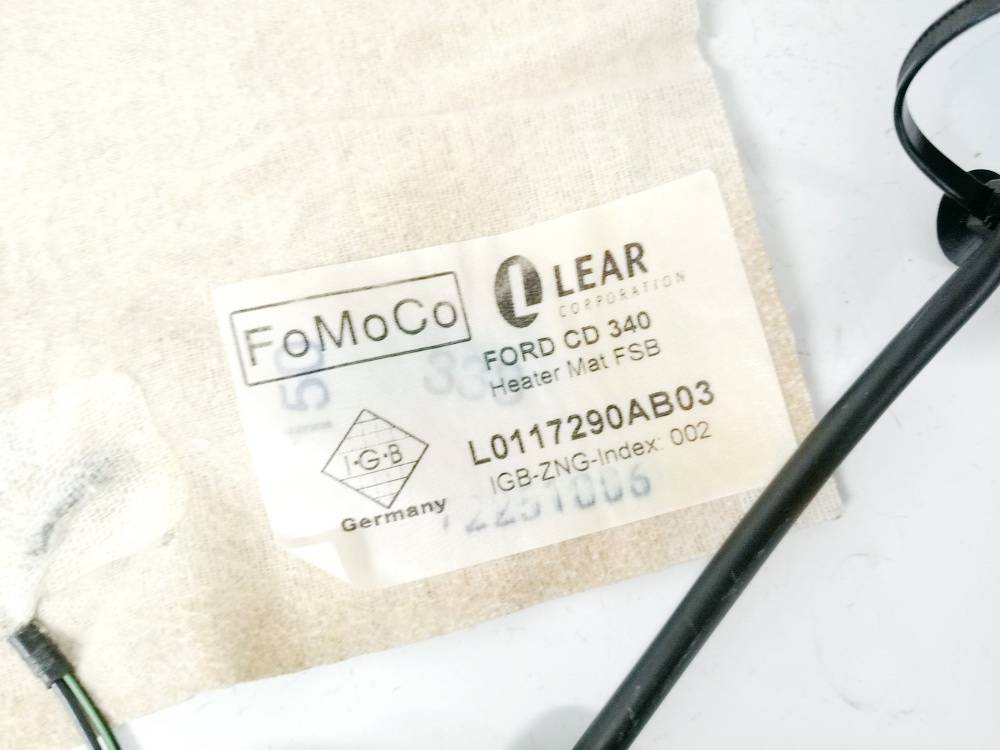 FoMoCo
LEAR
CORPORATION
FORD CD 340
Heater Mat FSB
I·G·B
Germany
L0117290AB03
IGB-ZNG-Index: 002